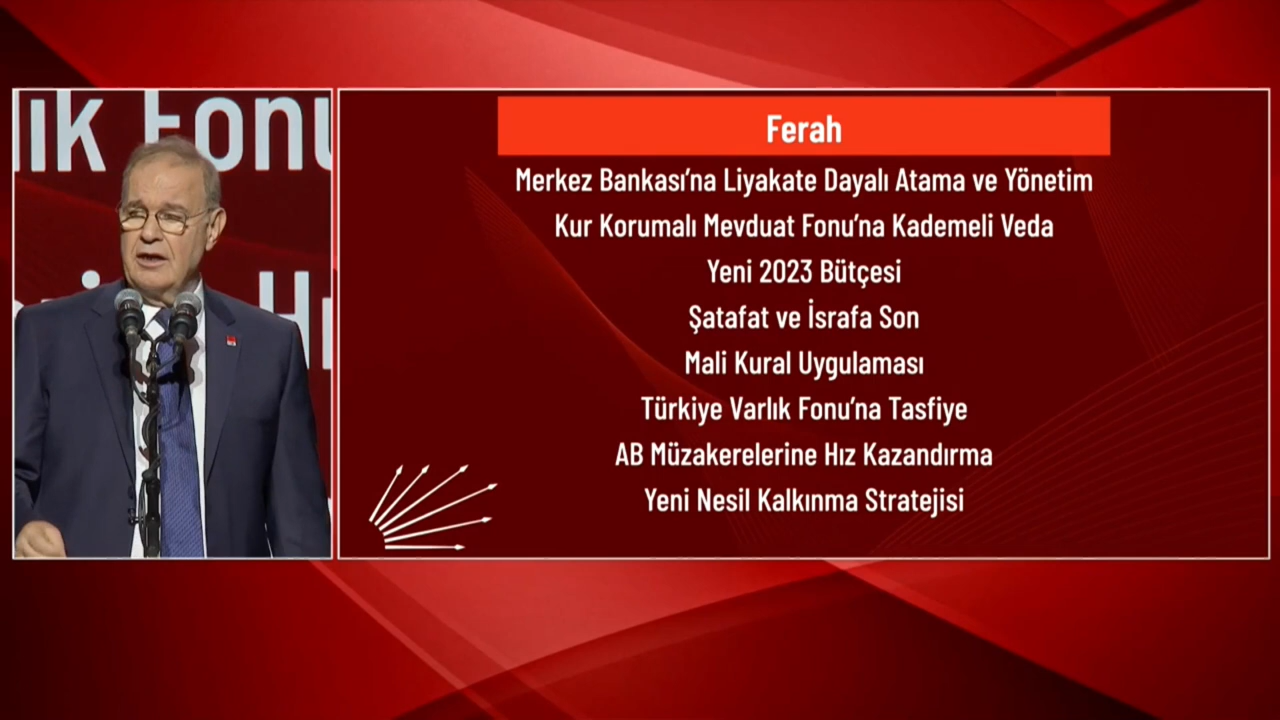 lık Fonu
Ferah
Merkez Bankası’na Liyakate Dayalı Atama ve Yönetim
Kur Korumalı Mevduat Fonu’na Kademeli Veda
Yeni 2023 Bütçesi
Şatafat ve İsrafa Son
Mali Kural Uygulaması
Türkiye Varlık Fonu’na Tasfiye
AB Müzakerelerine Hız Kazandırma
Yeni Nesil Kalkınma Stratejisi